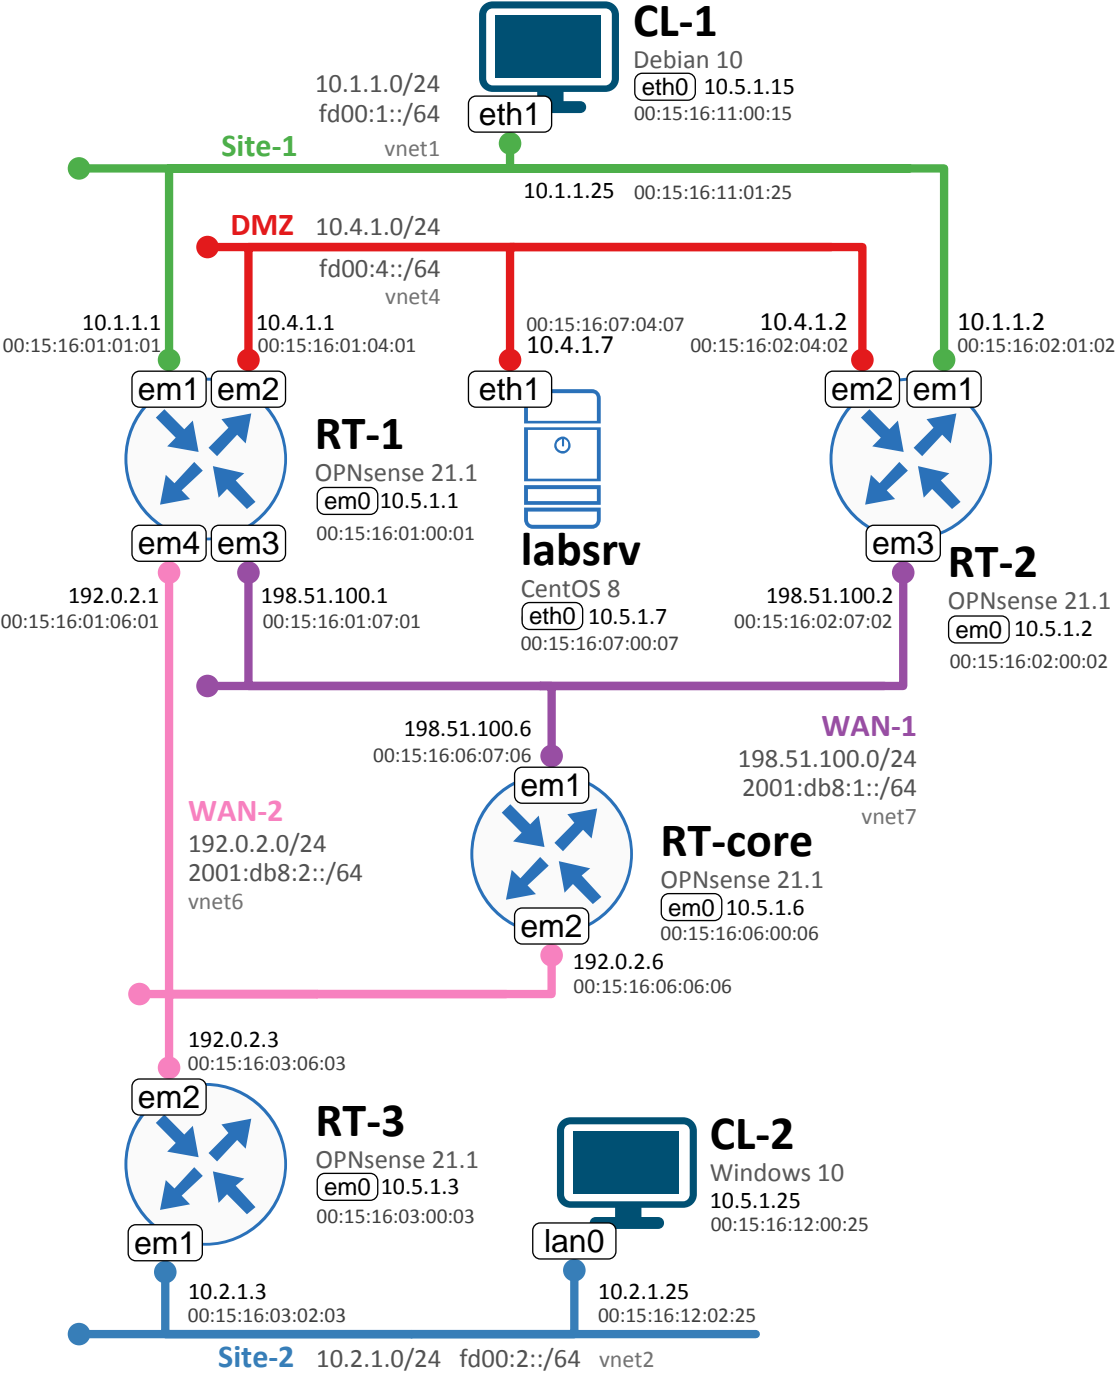 CL-1
Debian 10
eth0 10.5.1.15
00:15:16:11:00:15
10.1.1.0/24
fd00:1::/64
vnet1
eth1
Site-1
10.1.1.25 00:15:16:11:01:25
DMZ 10.4.1.0/24
fd00:4::/64
vnet4
10.1.1.1
00:15:16:01:01:01
10.4.1.1
00:15:16:01:04:01
00:15:16:07:04:07
10.4.1.7
10.4.1.2
00:15:16:02:04:02
10.1.1.2
00:15:16:02:01:02
em1 em2
eth1
em2 em1
RT-1
OPNsense 21.1
em0 10.5.1.1
00:15:16:01:00:01
em4 em3
labsrv
CentOS 8
eth0 10.5.1.7
00:15:16:07:00:07
em3
RT-2
OPNsense 21.1
em0 10.5.1.2
00:15:16:02:00:02
192.0.2.1
00:15:16:01:06:01
198.51.100.1
00:15:16:01:07:01
198.51.100.2
00:15:16:02:07:02
198.51.100.6
00:15:16:06:07:06
WAN-1
198.51.100.0/24
2001:db8:1::/64
vnet7
em1
WAN-2
192.0.2.0/24
2001:db8:2::/64
vnet6
RT-core
OPNsense 21.1
em0 10.5.1.6
00:15:16:06:00:06
em2
192.0.2.6
00:15:16:06:06:06
192.0.2.3
00:15:16:03:06:03
em2
RT-3
OPNsense 21.1
em0 10.5.1.3
00:15:16:03:00:03
em1
CL-2
Windows 10
10.5.1.25
00:15:16:12:00:25
lan0
10.2.1.3
00:15:16:03:02:03
10.2.1.25
00:15:16:12:02:25
Site-2 10.2.1.0/24 fd00:2::/64 vnet2